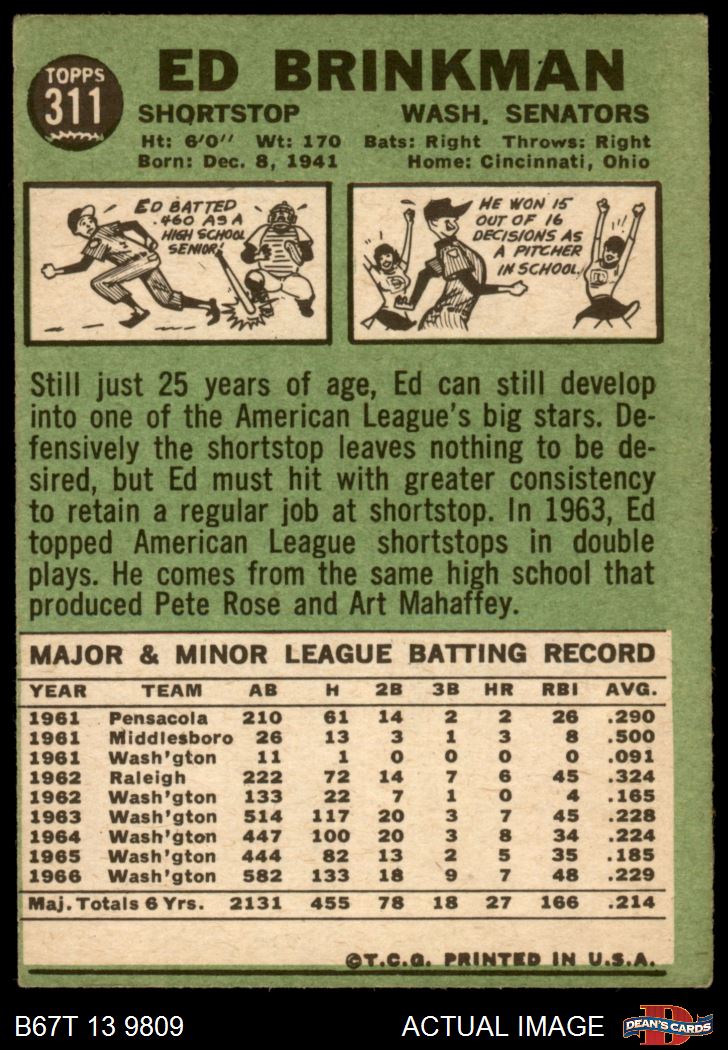 TOPPS
311
ED BRINKMAN
SHORTSTOP WASH. SENATORS
Ht: 6'0" Wt: 170 Bats: Right Throws: Right
Born: Dec. 8, 1941 Home: Cincinnati, Ohio
ED BATTED
.460 AS A
HIGH SCHOOL
SENIOR!
HE WON 15
OUT OF 16
DECISIONS AS
A PITCHER
IN SCHOOL.
Still just 25 years of age, Ed can still develop
into one of the American League's big stars. De-
fensively the shortstop leaves nothing to be de-
sired, but Ed must hit with greater consistency
to retain a regular job at shortstop. In 1963, Ed
topped American League shortstops in double
plays. He comes from the same high school that
produced Pete Rose and Art Mahaffey.
MAJOR & MINOR LEAGUE BATTING RECORD
YEAR TEAM AB H 2B 3B HR RBI AVG.
1961 Pensacola 210 61 14 2 2 26 .290
1961 Middlesboro 26 13 3 1 3 8 .500
1961 Wash'gton 11 1 0 0 0 0 .091
1962 Raleigh 222 72 14 7 6 45 .324
1962 Wash'gton 133 22 7 1 0 4 .165
1963 Wash'gton 514 117 20 3 7 45 .228
1964 Wash'gton 447 100 20 3 8 34 .224
1965 Wash'gton 444 82 13 2 5 35 .185
1966 Wash'gton 582 133 18 9 7 48 .229
Maj. Totals 6 Yrs. 2131 455 78 18 27 166 .214
©T.C.G. PRINTED IN U.S.A.
B67T 13 9809 ACTUAL IMAGE
D
DEAN'S CARDS